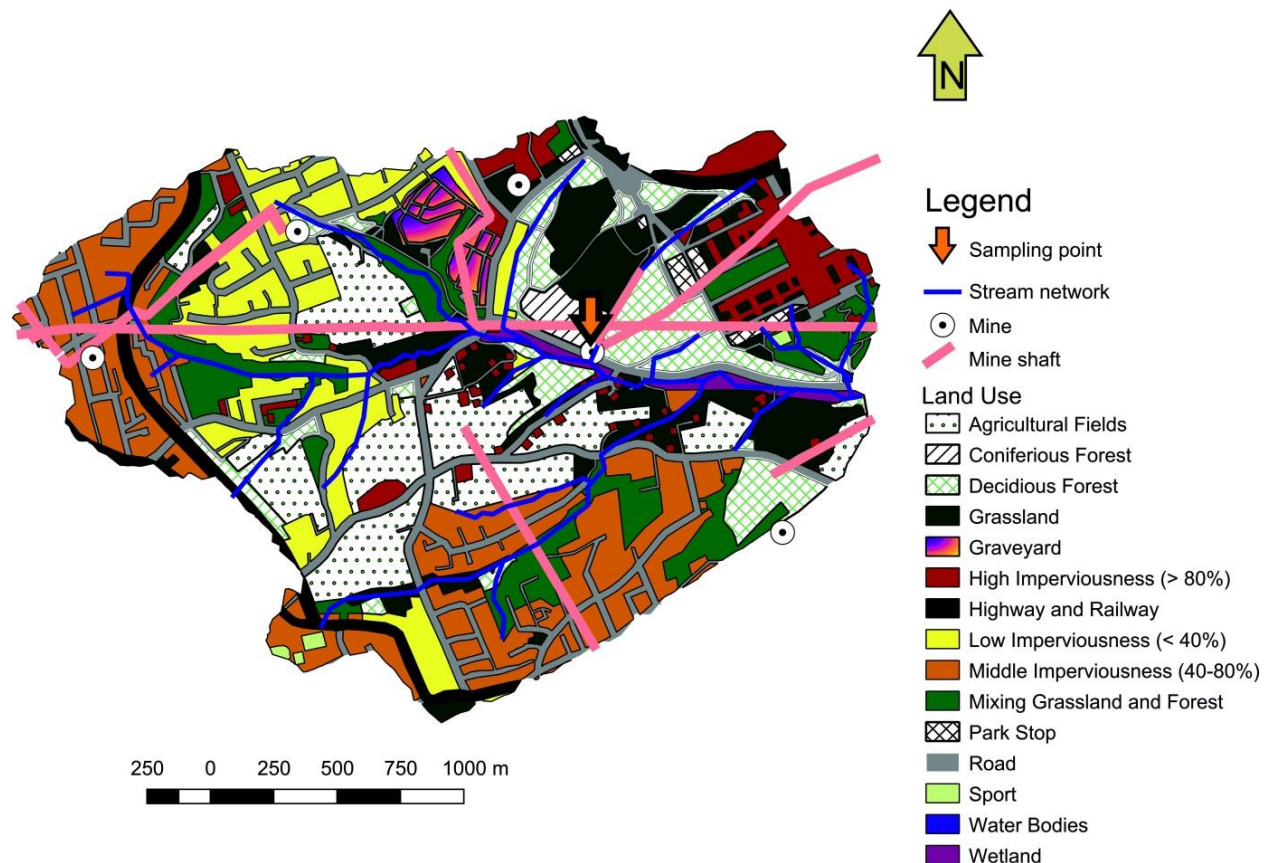 N
Legend
Sampling point
Stream network
Mine
Mine shaft
Land Use
Agricultural Fields
Coniferious Forest
Decidious Forest
Grassland
Graveyard
High Imperviousness (> 80%)
Highway and Railway
Low Imperviousness (< 40%)
Middle Imperviousness (40-80%)
Mixing Grassland and Forest
Park Stop
Road
Sport
Water Bodies
Wetland
250 0 250 500 750 1000 m